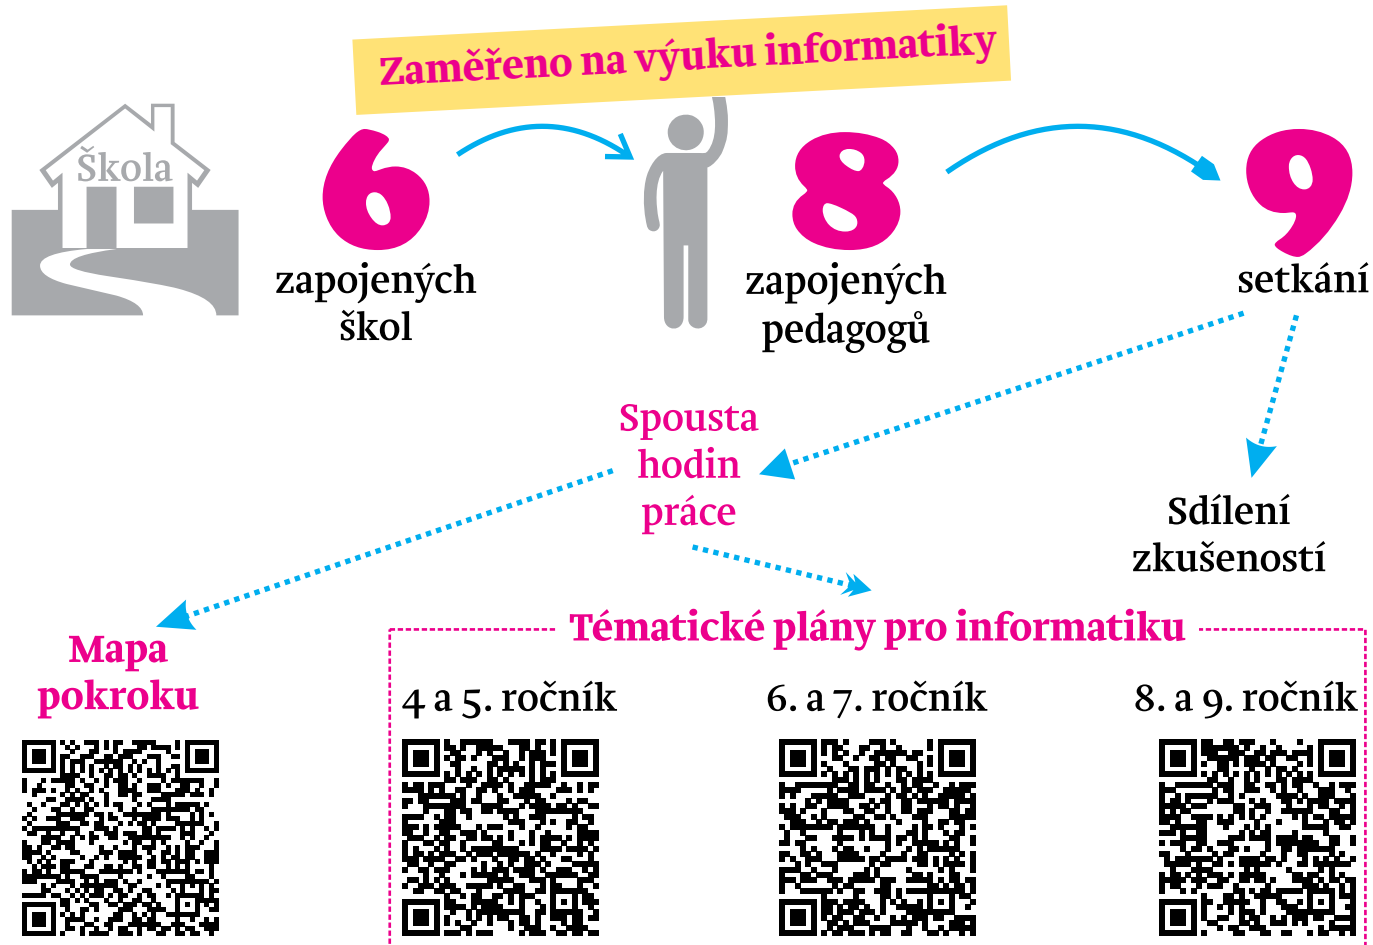 Zaměřeno na výuku informatiky
Škola
6
zapojených
škol
8
zapojených
pedagogů
9
setkání
Spousta
hodin
práce
Sdílení
zkušeností
Mapa
pokroku
Tématické plány pro informatiku
4 a 5. ročník
6. a 7. ročník
8. a 9. ročník